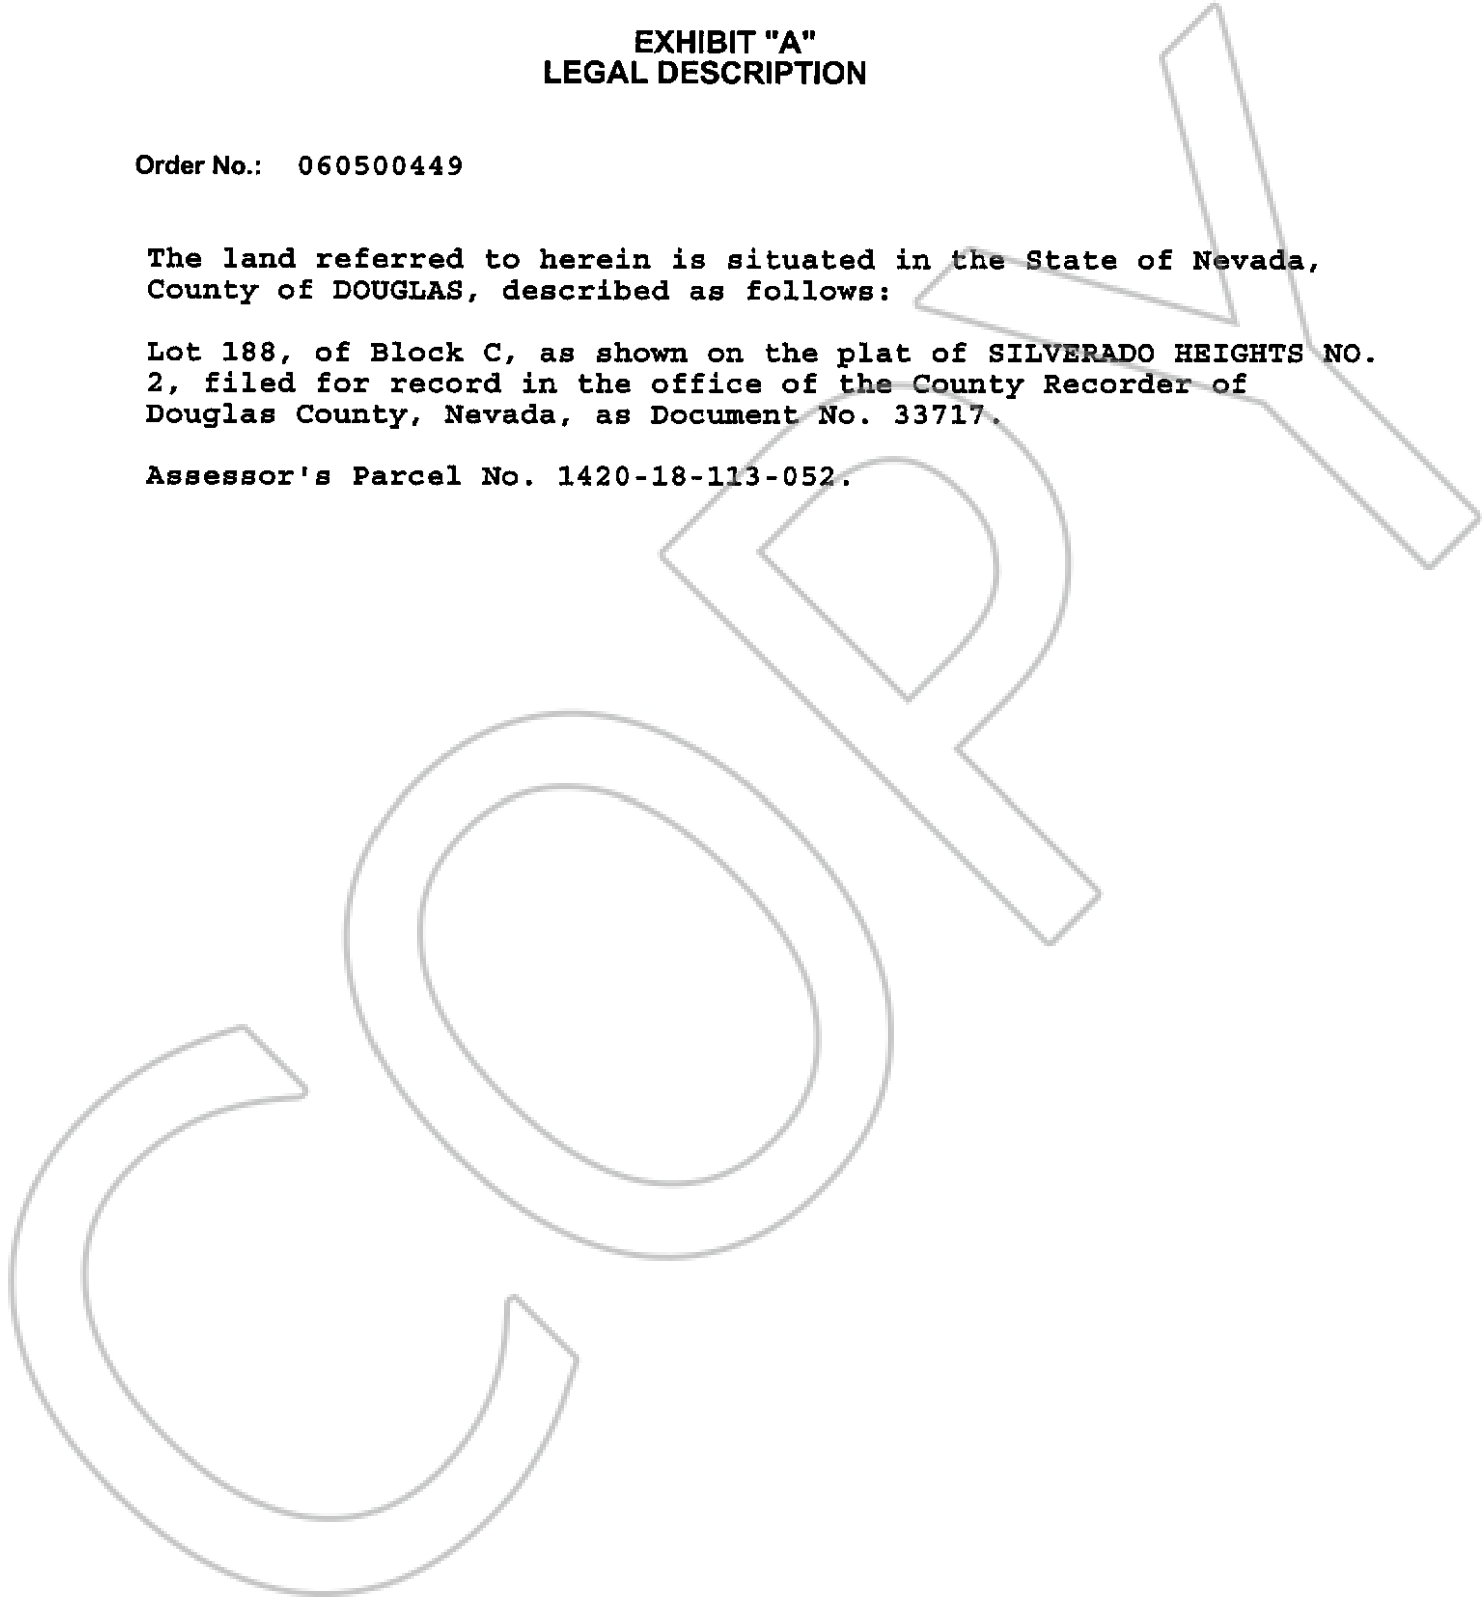 EXHIBIT "A"
LEGAL DESCRIPTION
Order No.: 060500449
The land referred to herein is situated in the State of Nevada,
County of DOUGLAS, described as follows:
Lot 188, of Block C, as shown on the plat of SILVERADO HEIGHTS NO.
2, filed for record in the office of the County Recorder of
Douglas County, Nevada, as Document No. 33717.
Assessor's Parcel No. 1420-18-113-052.
COPY